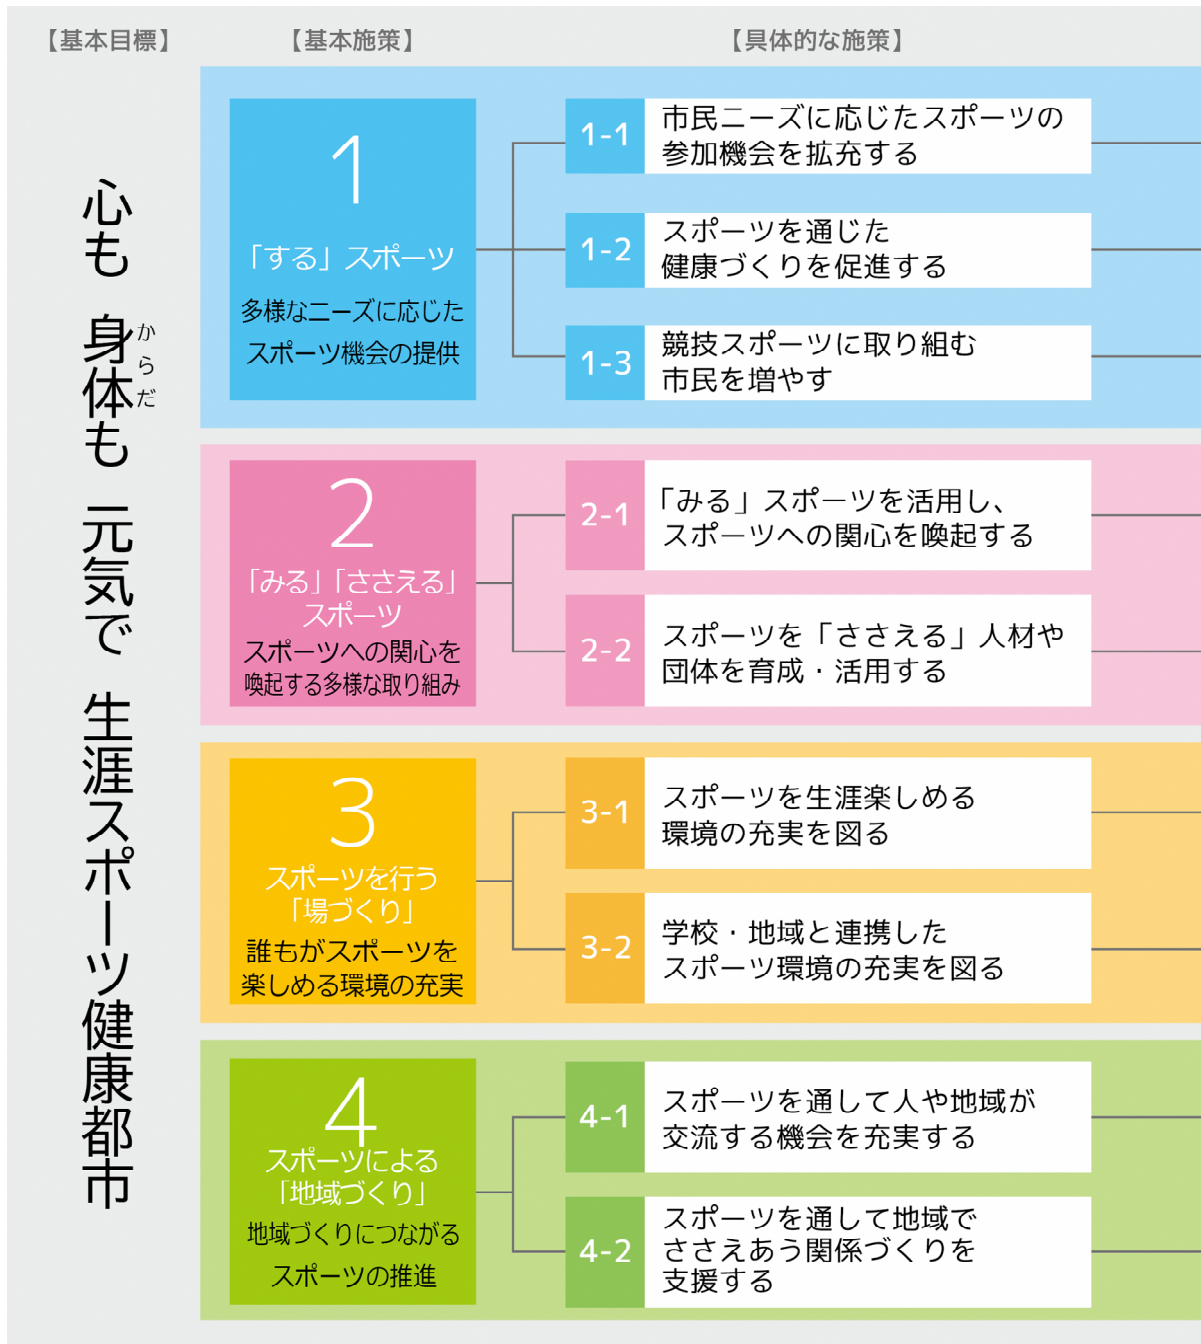 【基本目標】
【基本施策】
【具体的な施策】
心も 身体も 元気で 生涯スポーツ健康都市
からだ
1
「する」スポーツ
多様なニーズに応じた
スポーツ機会の提供
1-1
市民ニーズに応じたスポーツの
参加機会を拡充する
1-2
スポーツを通じた
健康づくりを促進する
1-3
競技スポーツに取り組む
市民を増やす
2
「みる」「ささえる」
スポーツ
スポーツへの関心を
喚起する多様な取り組み
2-1
「みる」スポーツを活用し、
スポーツへの関心を喚起する
2-2
スポーツを「ささえる」人材や
団体を育成・活用する
3
スポーツを行う
「場づくり」
誰もがスポーツを
楽しめる環境の充実
3-1
スポーツを生涯楽しめる
環境の充実を図る
3-2
学校・地域と連携した
スポーツ環境の充実を図る
4
スポーツによる
「地域づくり」
地域づくりにつながる
スポーツの推進
4-1
スポーツを通して人や地域が
交流する機会を充実する
4-2
スポーツを通して地域で
ささえあう関係づくりを
支援する